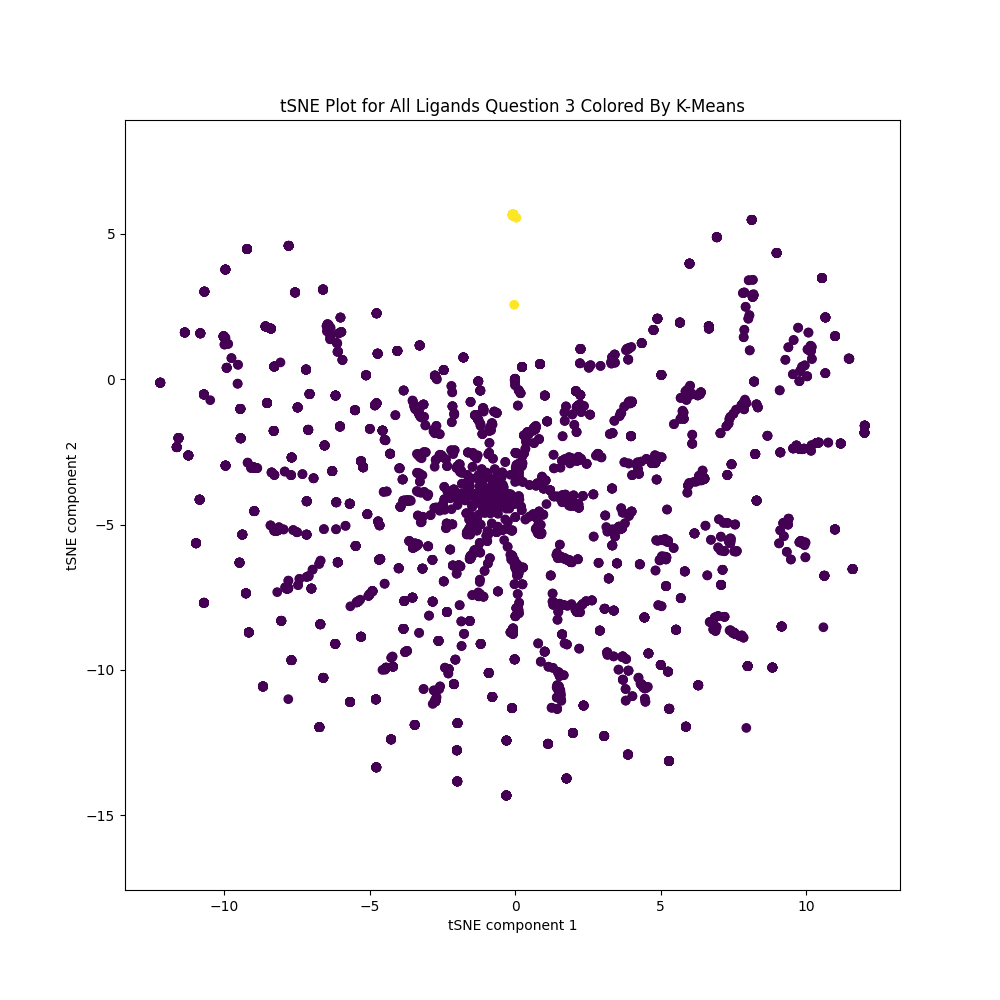 tSNE Plot for All Ligands Question 3 Colored By K-Means
5
0
−5
−10
−15
tSNE component 2
−10 −5 0 5 10
tSNE component 1